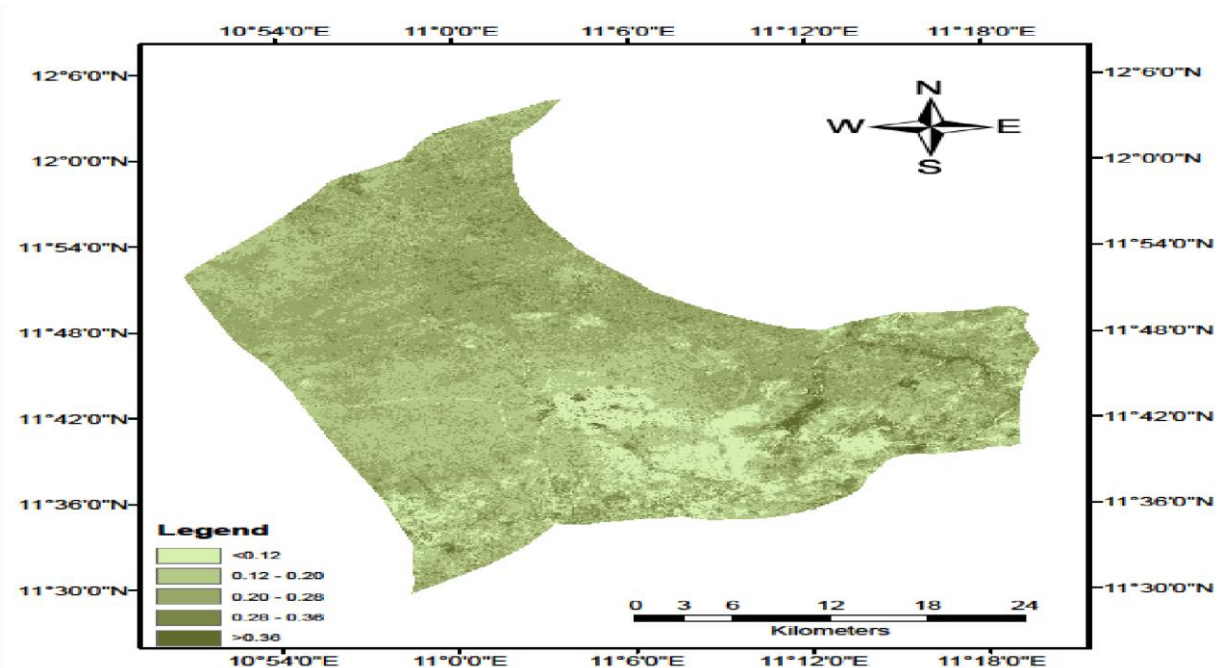 10°54'0"E 11°0'0"E 11°6'0"E 11°12'0"E 11°18'0"E
12°6'0"N 12°6'0"N
N
W E
S
12°0'0"N 12°0'0"N
11°54'0"N 11°54'0"N
11°48'0"N 11°48'0"N
11°42'0"N 11°42'0"N
11°36'0"N 11°36'0"N
Legend
<0.12
0.12 - 0.20
0.20 - 0.28
0.28 - 0.36
>0.36
11°30'0"N 11°30'0"N
0 3 6 12 18 24
Kilometers
10°54'0"E 11°0'0"E 11°6'0"E 11°12'0"E 11°18'0"E